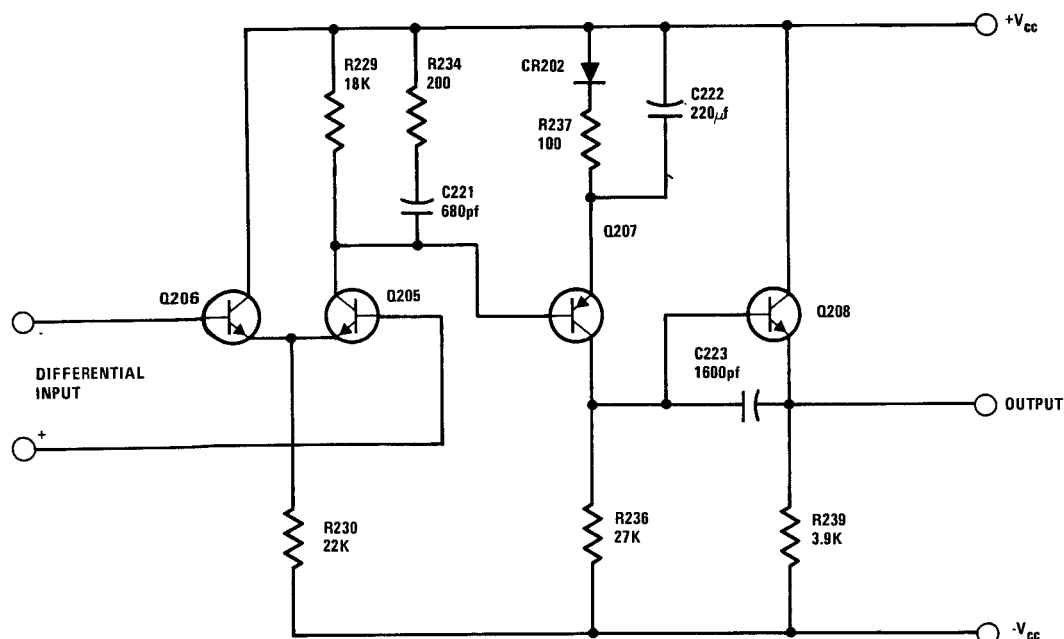 +Vcc
R229
18K
R234
200
CR202
C222
220μf
R237
100
C221
680pf
Q207
Q206
Q205
Q208
-
DIFFERENTIAL
INPUT
+
C223
1600pf
OUTPUT
R230
22K
R236
27K
R239
3.9K
-Vcc